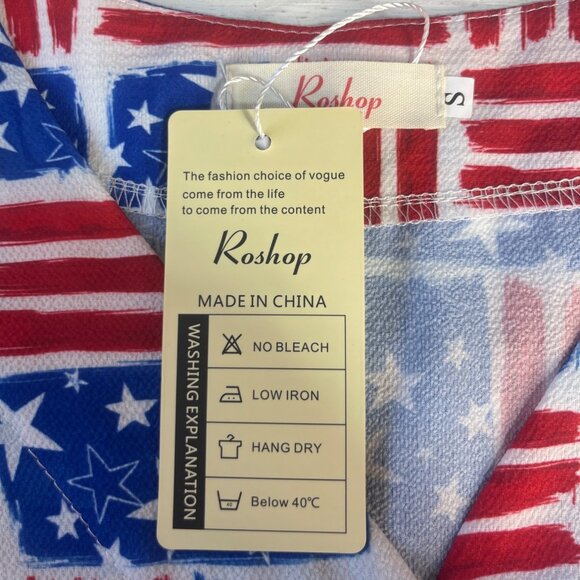 Roshop
S
The fashion choice of vogue
come from the life
to come from the content
Roshop
MADE IN CHINA
WASHING EXPLANATION
NO BLEACH
LOW IRON
HANG DRY
40
Below 40℃